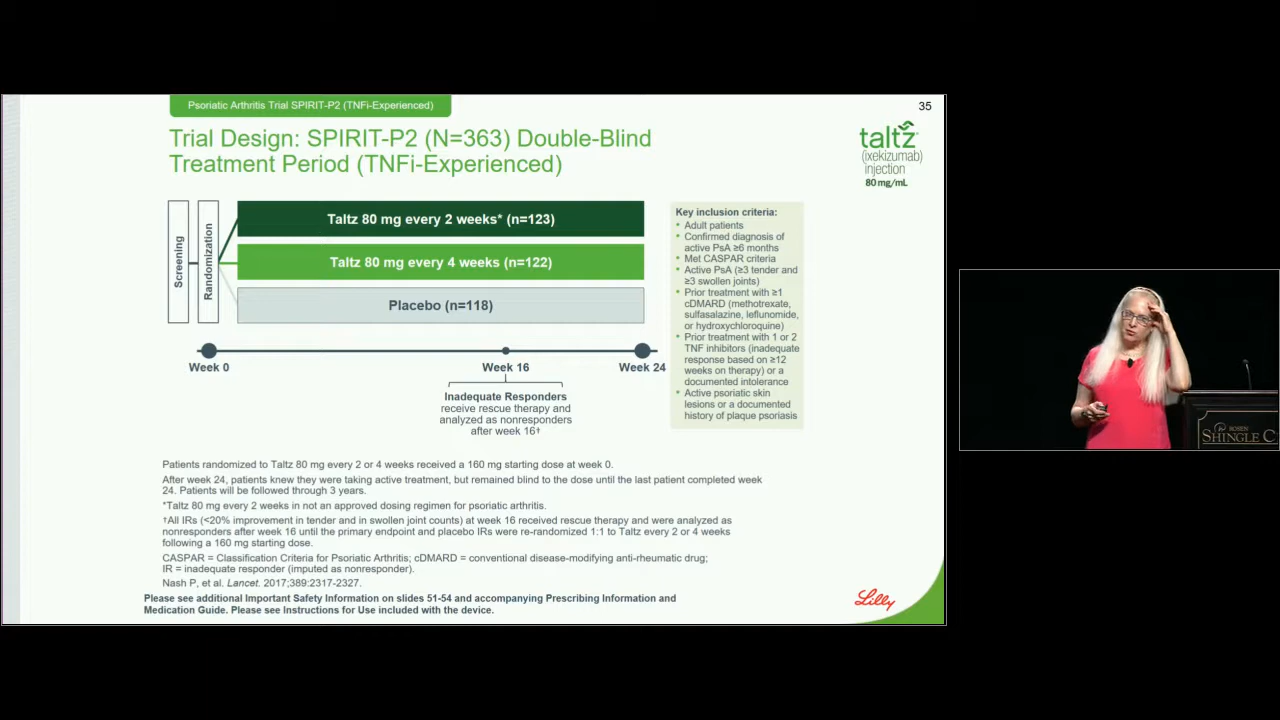 Psoriatic Arthritis Trial SPIRIT-P2 (TNFi-Experienced)
35
Trial Design: SPIRIT-P2 (N=363) Double-Blind
Treatment Period (TNFi-Experienced)
taltz
(ixekizumab)
injection
80 mg/mL
Screening
Randomization
Taltz 80 mg every 2 weeks* (n=123)
Taltz 80 mg every 4 weeks (n=122)
Placebo (n=118)
Week 0
Week 16
Week 24
Inadequate Responders
receive rescue therapy and
analyzed as nonresponders
after week 16†
Key inclusion criteria:
• Adult patients
• Confirmed diagnosis of
active PsA ≥6 months
• Met CASPAR criteria
• Active PsA (≥3 tender and
≥3 swollen joints)
• Prior treatment with ≥1
cDMARD (methotrexate,
sulfasalazine, leflunomide,
or hydroxychloroquine)
• Prior treatment with 1 or 2
TNF inhibitors (inadequate
response based on ≥12
weeks on therapy) or a
documented intolerance
• Active psoriatic skin
lesions or a documented
history of plaque psoriasis
Patients randomized to Taltz 80 mg every 2 or 4 weeks received a 160 mg starting dose at week 0.
After week 24, patients knew they were taking active treatment, but remained blind to the dose until the last patient completed week
24. Patients will be followed through 3 years.
*Taltz 80 mg every 2 weeks in not an approved dosing regimen for psoriatic arthritis.
†All IRs (<20% improvement in tender and in swollen joint counts) at week 16 received rescue therapy and were analyzed as
nonresponders after week 16 until the primary endpoint and placebo IRs were re-randomized 1:1 to Taltz every 2 or 4 weeks
following a 160 mg starting dose.
CASPAR = Classification Criteria for Psoriatic Arthritis; cDMARD = conventional disease-modifying anti-rheumatic drug;
IR = inadequate responder (imputed as nonresponder).
Nash P, et al. Lancet. 2017;389:2317-2327.
Please see additional Important Safety Information on slides 51-54 and accompanying Prescribing Information and
Medication Guide. Please see Instructions for Use included with the device.
Lilly
ROSEN
SHINGLE C